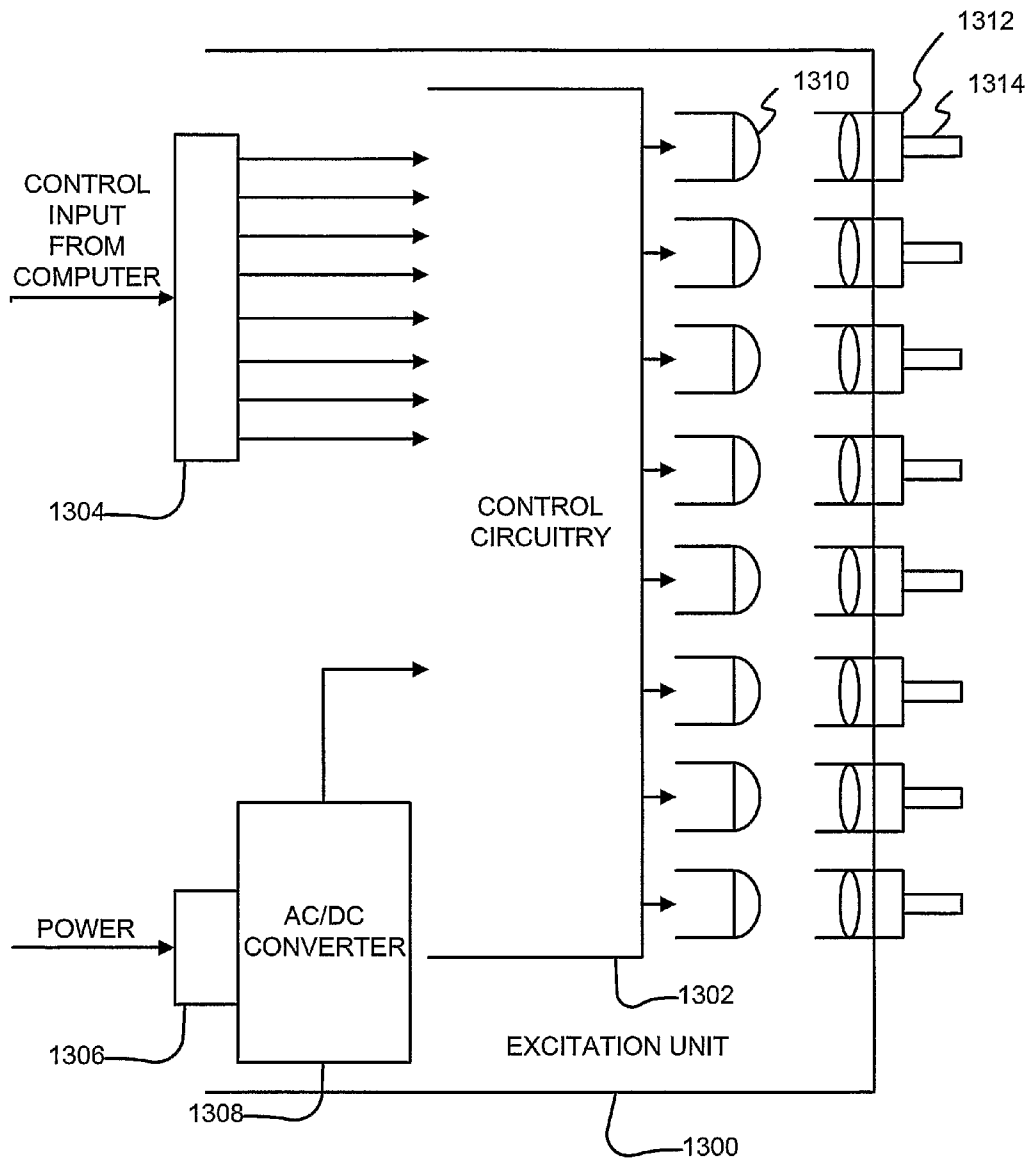 1312
1310
1314
CONTROL
INPUT
FROM
COMPUTER
1304
CONTROL
CIRCUITRY
POWER
AC/DC
CONVERTER
1302
1306
EXCITATION UNIT
1308
1300